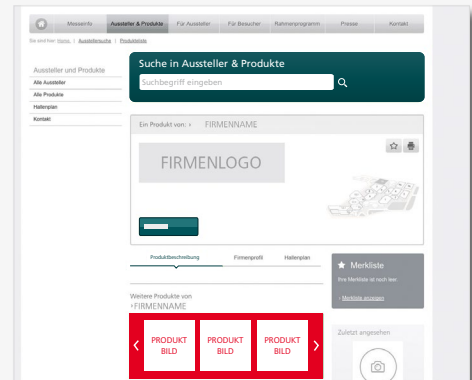 Messeinfo Aussteller & Produkte Für Aussteller Für Besucher Rahmenprogramm Presse Kontakt
Sie sind hier: Home | Ausstellersuche | Produktliste
Aussteller und Produkte
Alle Aussteller
Alle Produkte
Hallenplan
Kontakt
Suche in Aussteller & Produkte
Suchbegriff eingeben
Ein Produkt von: › FIRMENNAME
FIRMENLOGO
Produktbeschreibung Firmenprofil Hallenplan
Weitere Produkte von
›FIRMENNAME
PRODUKT BILD
PRODUKT BILD
PRODUKT BILD
Merkliste
Ihre Merkliste ist noch leer.
› Merkliste anzeigen
Zuletzt angesehen